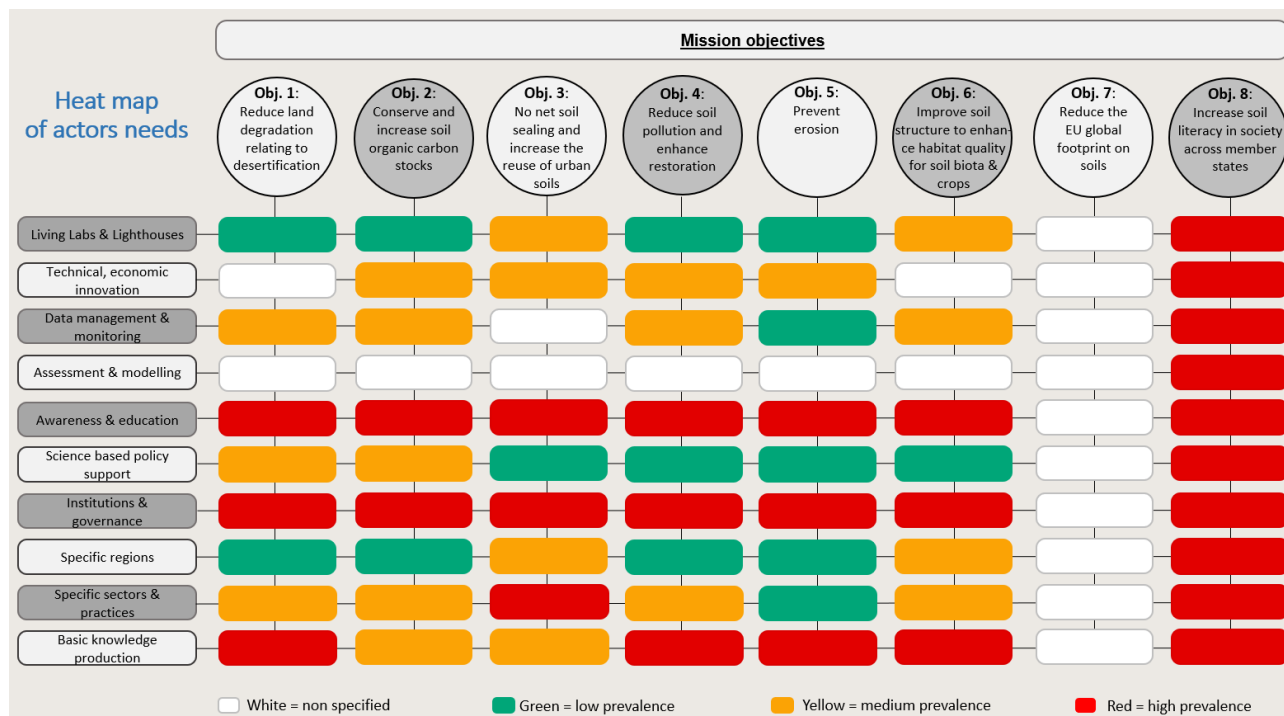 Mission objectives
Heat map
of actors needs
Obj. 1:
Reduce land
degradation
relating to
desertification
Obj. 2:
Conserve and
increase soil
organic carbon
stocks
Obj. 3:
No net soil
sealing and
increase the
reuse of urban
soils
Obj. 4:
Reduce soil
pollution and
enhance
restoration
Obj. 5:
Prevent
erosion
Obj. 6:
Improve soil
structure to enhan-
ce habitat quality
for soil biota &
crops
Obj. 7:
Reduce the
EU global
footprint on
soils
Obj. 8:
Increase soil
literacy in society
across member
states
Living Labs & Lighthouses
Technical, economic
innovation
Data management &
monitoring
Assessment & modelling
Awareness & education
Science based policy
support
Institutions &
governance
Specific regions
Specific sectors &
practices
Basic knowledge
production
White = non specified
Green = low prevalence
Yellow = medium prevalence
Red = high prevalence